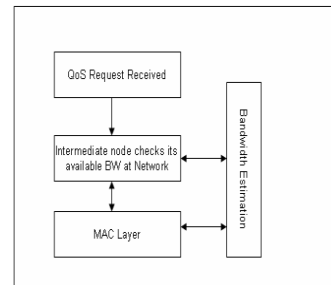 QoS Request Received
Intermediate node checks its
available BW at Network
MAC Layer
Bandwidth Estimation